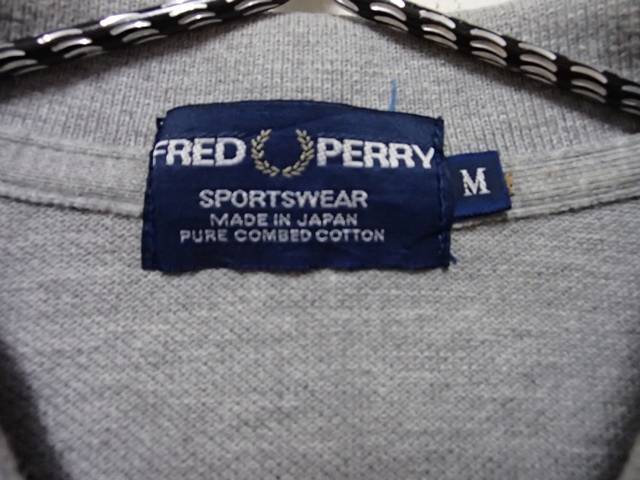 FRED PERRY
M
SPORTSWEAR
MADE IN JAPAN
PURE COMBED COTTON